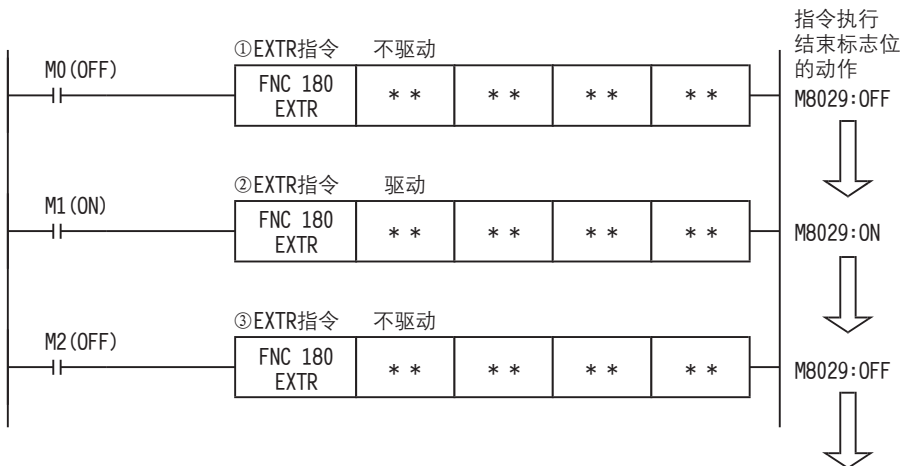 指令执行
结束标志位
的动作
①EXTR指令 不驱动
M0(OFF)
FNC 180
EXTR
* * * * * * * *
M8029:OFF
②EXTR指令 驱动
M1(ON)
FNC 180
EXTR
* * * * * * * *
M8029:ON
③EXTR指令 不驱动
M2(OFF)
FNC 180
EXTR
* * * * * * * *
M8029:OFF